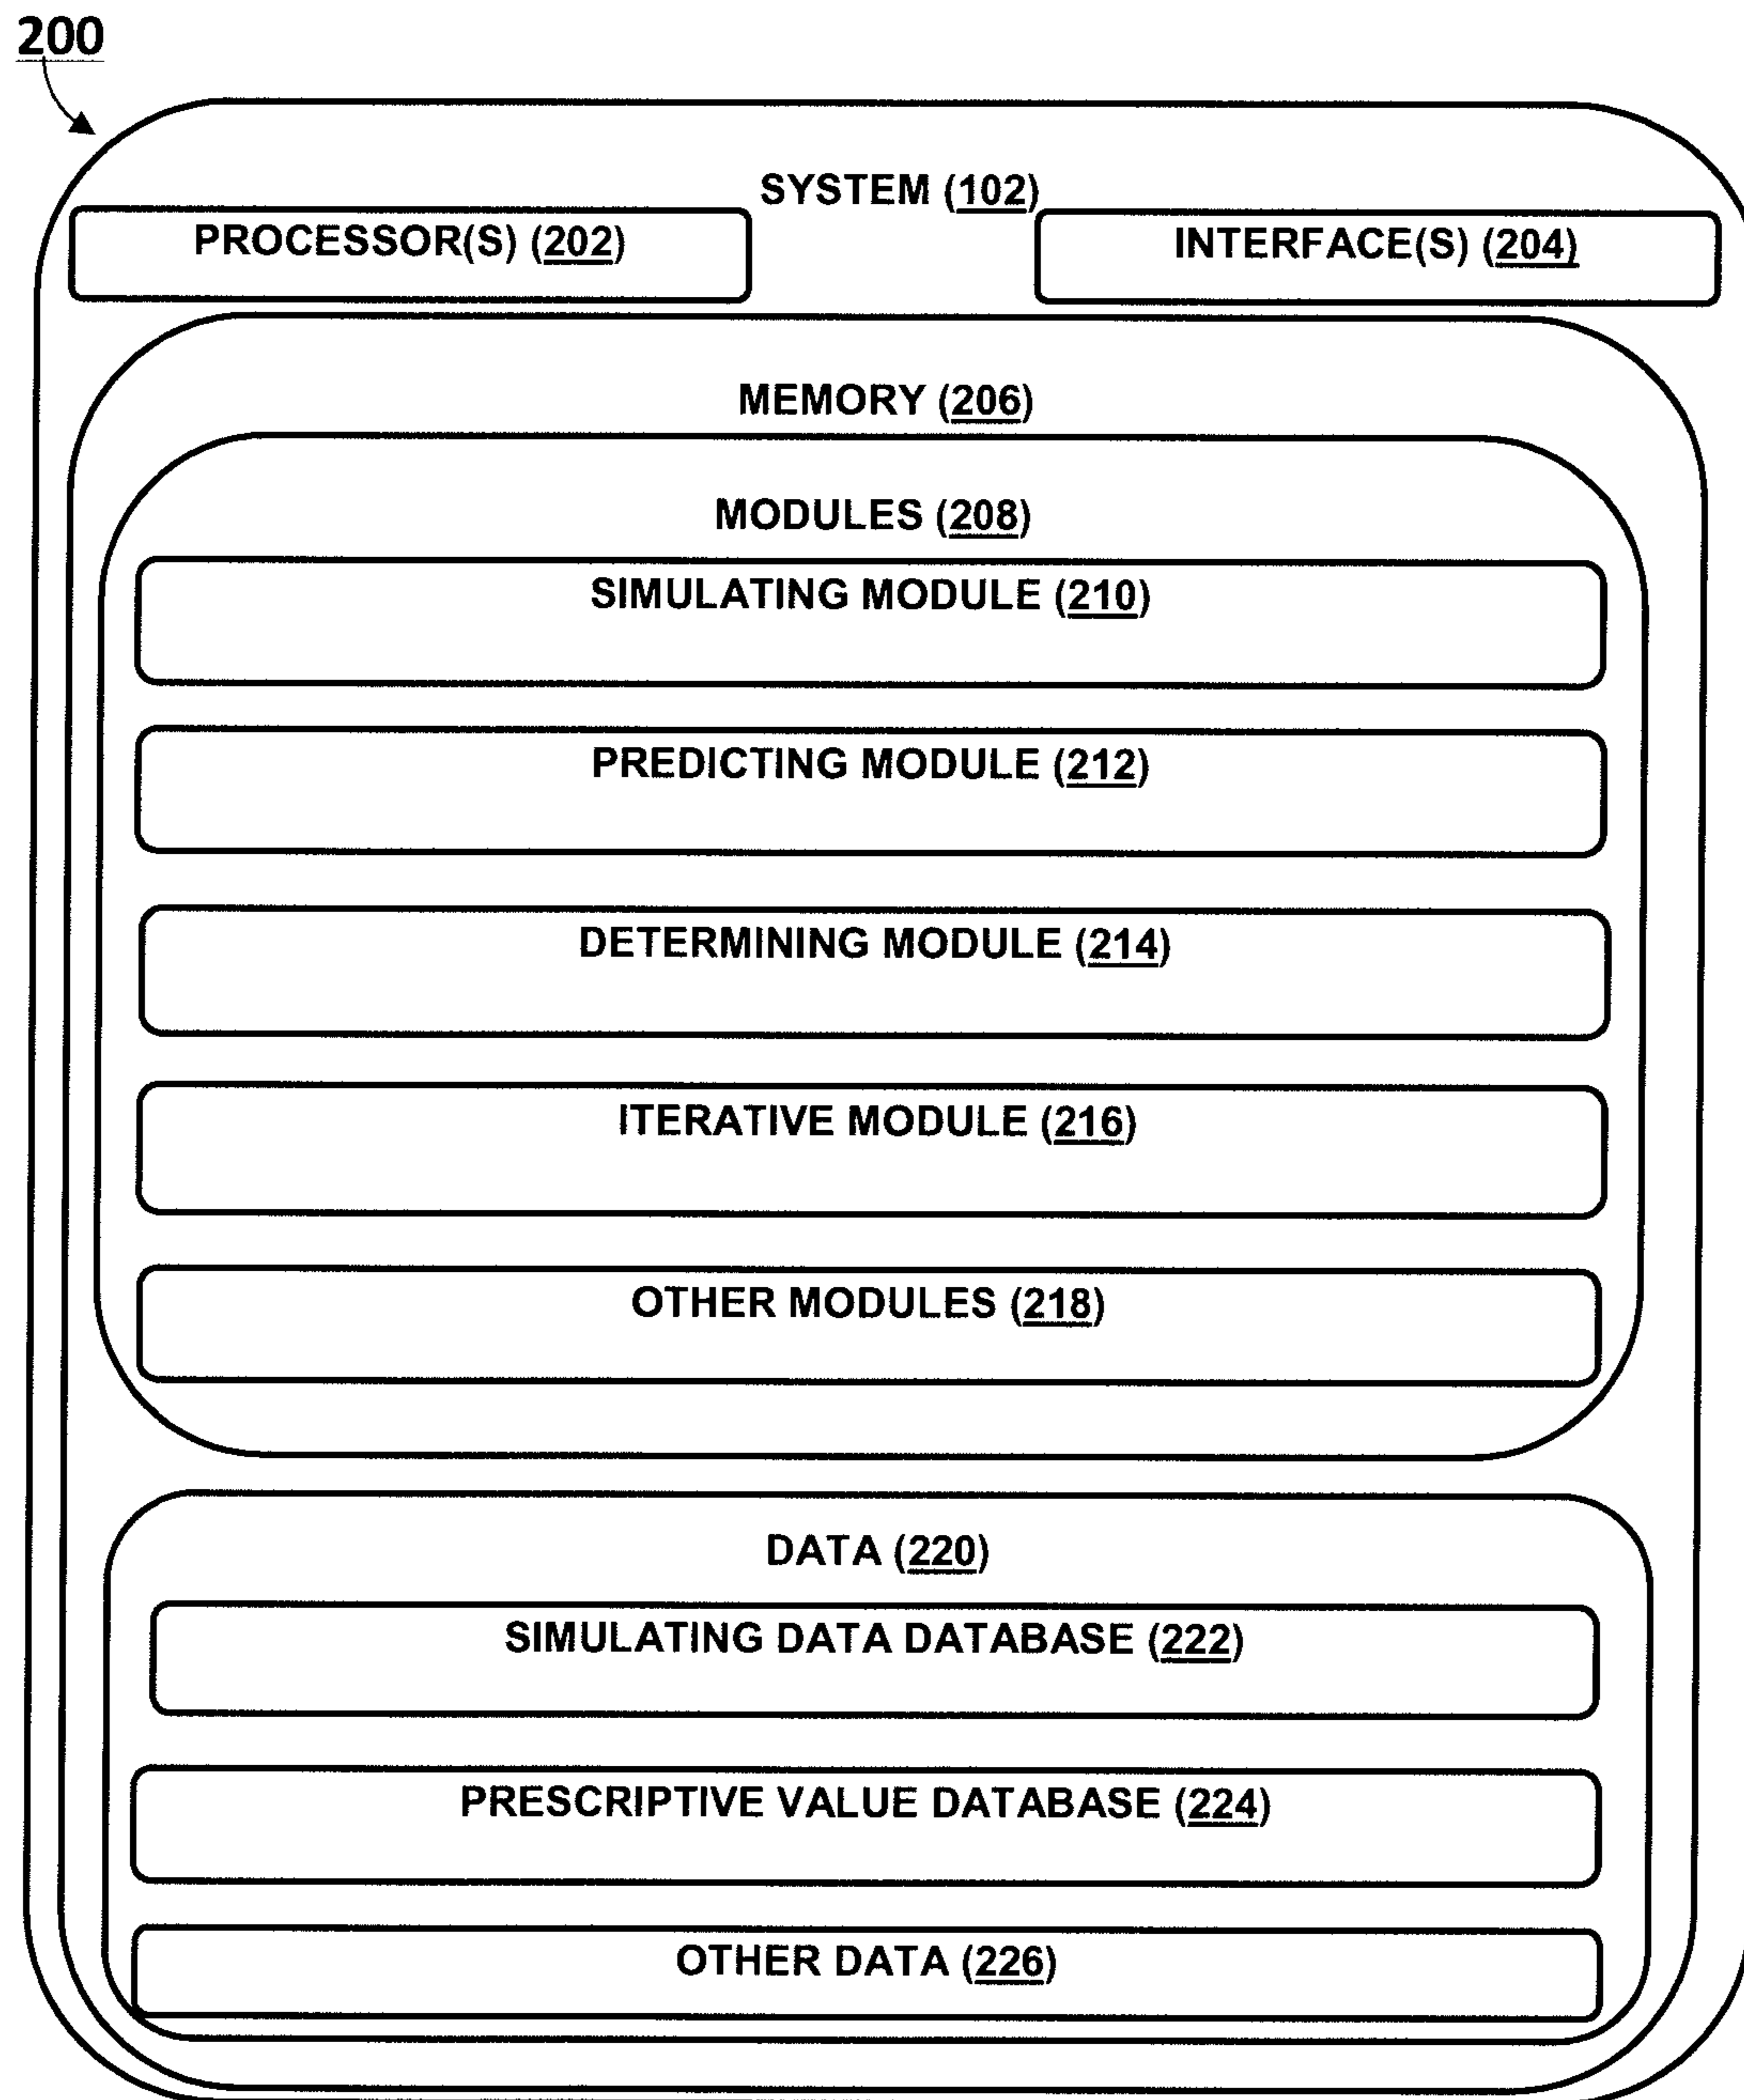 200
SYSTEM (102)
PROCESSOR(S) (202)
INTERFACE(S) (204)
MEMORY (206)
MODULES (208)
SIMULATING MODULE (210)
PREDICTING MODULE (212)
DETERMINING MODULE (214)
ITERATIVE MODULE (216)
OTHER MODULES (218)
DATA (220)
SIMULATING DATA DATABASE (222)
PRESCRIPTIVE VALUE DATABASE (224)
OTHER DATA (226)